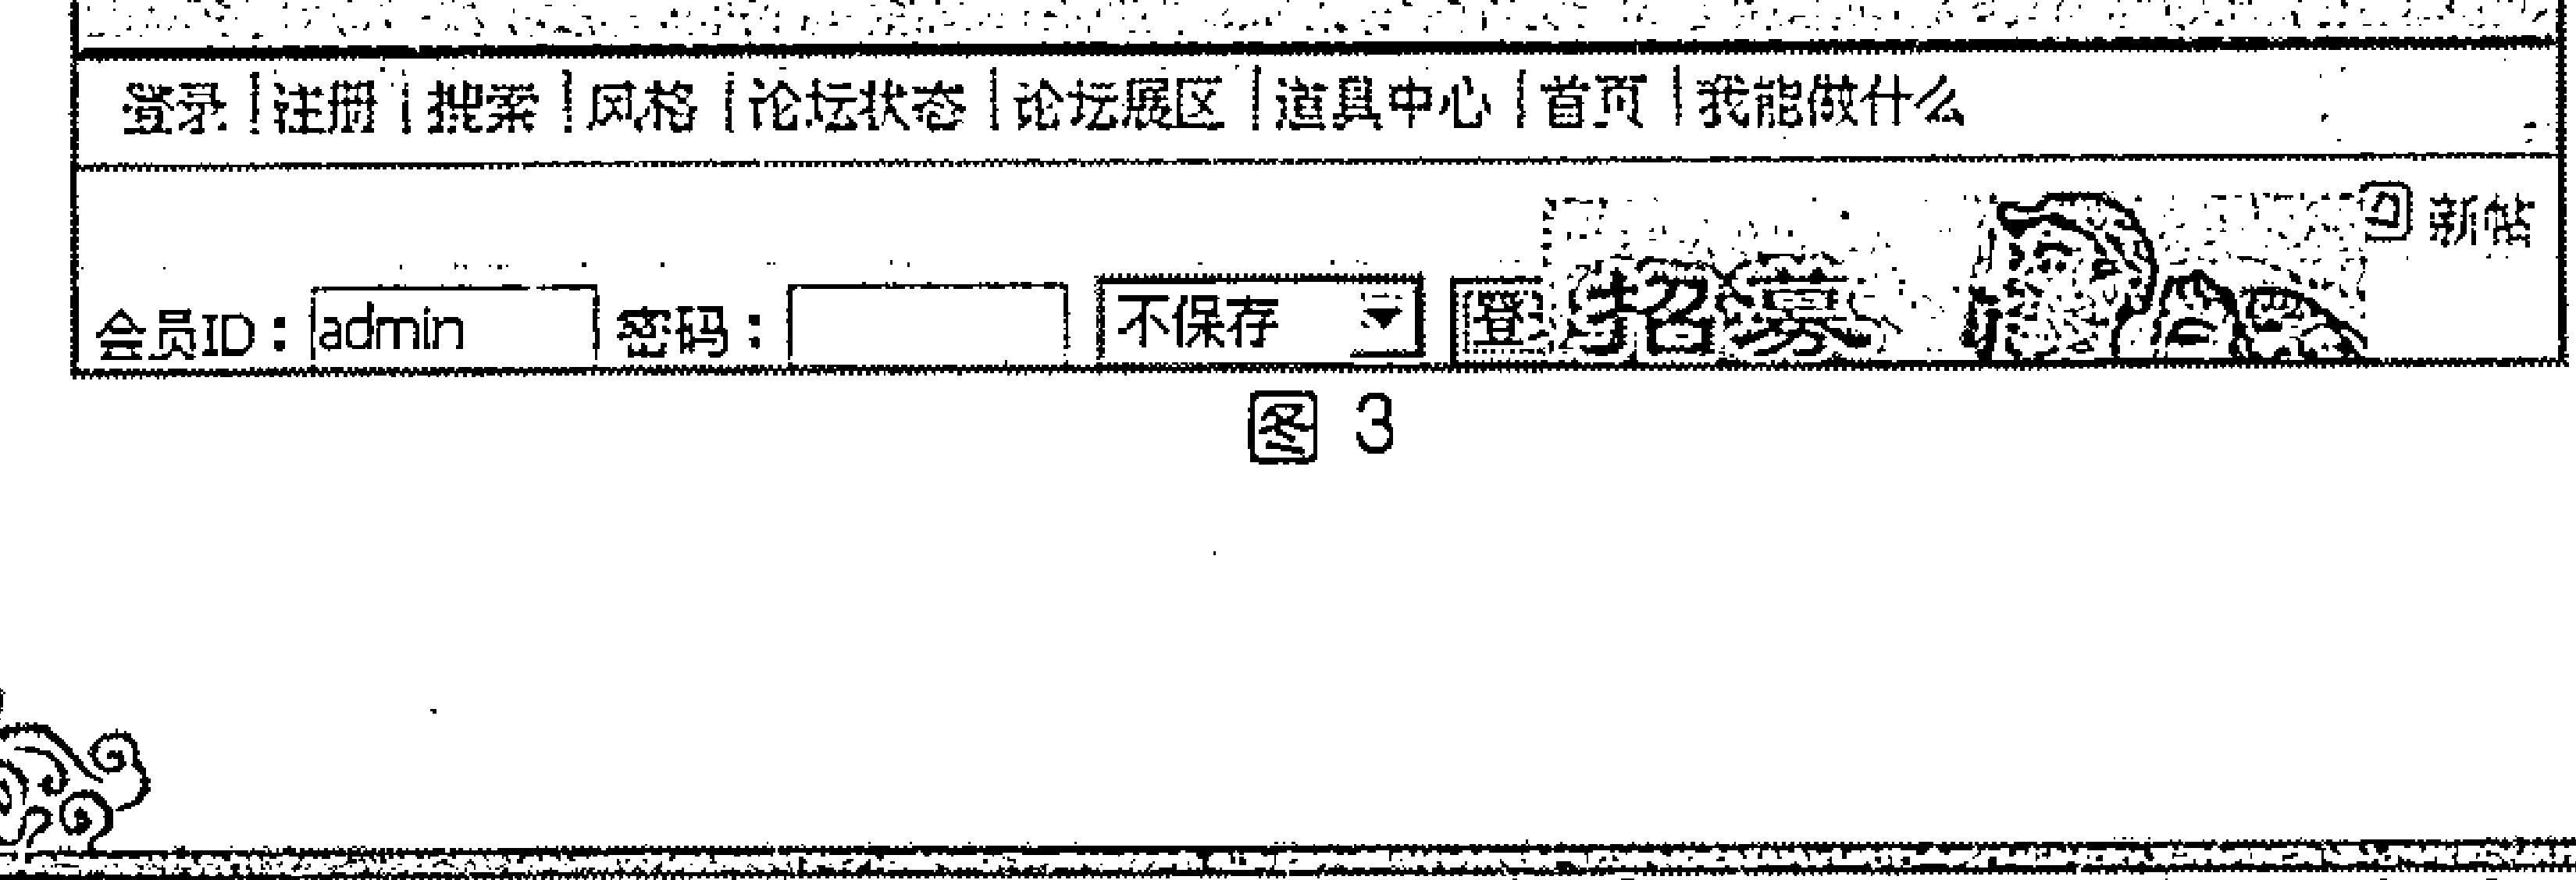 登录|注册|搜索|风格|论坛状态|论坛展区|道具中心|首页|我能做什么
新帖
会员ID：admin 密码： 不保存 登 招募
图 3